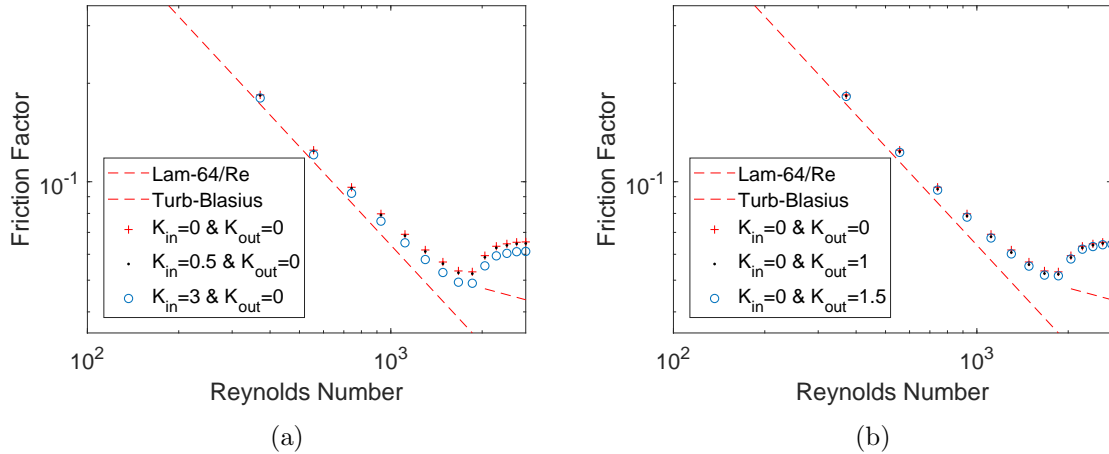 Friction Factor
10^-1
Lam-64/Re
Turb-Blasius
K_in=0 & K_out=0
K_in=0.5 & K_out=0
K_in=3 & K_out=0
10^2
10^3
Reynolds Number
(a)
Friction Factor
10^-1
Lam-64/Re
Turb-Blasius
K_in=0 & K_out=0
K_in=0 & K_out=1
K_in=0 & K_out=1.5
10^2
10^3
Reynolds Number
(b)